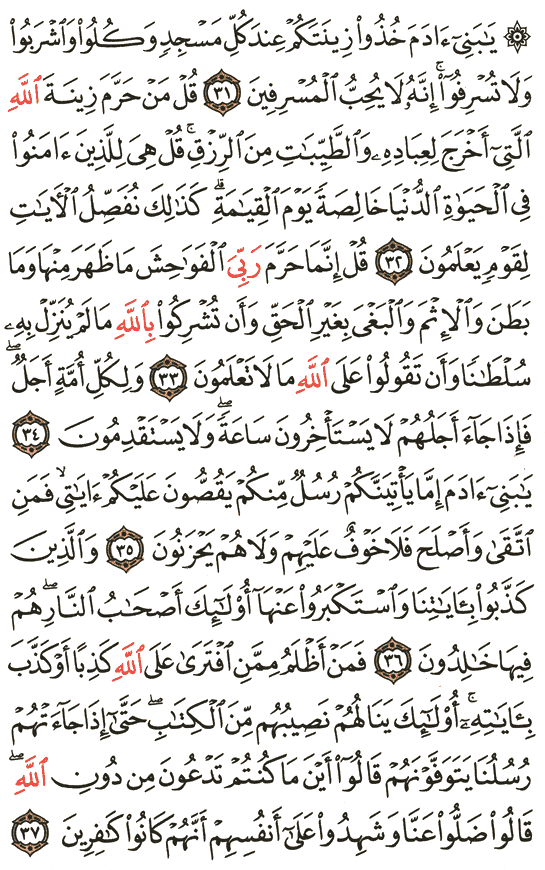 ۞ يَـٰبَنِىٓ ءَادَمَ خُذُوا۟ زِينَتَكُمْ عِندَ كُلِّ مَسْجِدٍ وَكُلُوا۟ وَٱشْرَبُوا۟
وَلَا تُسْرِفُوٓا۟ ۚ إِنَّهُۥ لَا يُحِبُّ ٱلْمُسْرِفِينَ ٣١ قُلْ مَنْ حَرَّمَ زِينَةَ ٱللَّهِ
ٱلَّتِىٓ أَخْرَجَ لِعِبَادِهِۦ وَٱلطَّيِّبَـٰتِ مِنَ ٱلرِّزْقِ ۚ قُلْ هِىَ لِلَّذِينَ ءَامَنُوا۟
فِى ٱلْحَيَوٰةِ ٱلدُّنْيَا خَالِصَةً يَوْمَ ٱلْقِيَـٰمَةِ ۗ كَذَٰلِكَ نُفَصِّلُ ٱلْـَٔايَـٰتِ
لِقَوْمٍ يَعْلَمُونَ ٣٢ قُلْ إِنَّمَا حَرَّمَ رَبِّىَ ٱلْفَوَٰحِشَ مَا ظَهَرَ مِنْهَا وَمَا
بَطَنَ وَٱلْإِثْمَ وَٱلْبَغْىَ بِغَيْرِ ٱلْحَقِّ وَأَن تُشْرِكُوا۟ بِٱللَّهِ مَا لَمْ يُنَزِّلْ بِهِۦ
سُلْطَـٰنًا وَأَن تَقُولُوا۟ عَلَى ٱللَّهِ مَا لَا تَعْلَمُونَ ٣٣ وَلِكُلِّ أُمَّةٍ أَجَلٌ ۖ
فَإِذَا جَآءَ أَجَلُهُمْ لَا يَسْتَأْخِرُونَ سَاعَةً ۖ وَلَا يَسْتَقْدِمُونَ ٣٤
يَـٰبَنِىٓ ءَادَمَ إِمَّا يَأْتِيَنَّكُمْ رُسُلٌ مِّنكُمْ يَقُصُّونَ عَلَيْكُمْ ءَايَـٰتِى ۙ فَمَنِ
ٱتَّقَىٰ وَأَصْلَحَ فَلَا خَوْفٌ عَلَيْهِمْ وَلَا هُمْ يَحْزَنُونَ ٣٥ وَٱلَّذِينَ
كَذَّبُوا۟ بِـَٔايَـٰتِنَا وَٱسْتَكْبَرُوا۟ عَنْهَآ أُو۟لَـٰٓئِكَ أَصْحَـٰبُ ٱلنَّارِ ۖ هُمْ
فِيهَا خَـٰلِدُونَ ٣٦ فَمَنْ أَظْلَمُ مِمَّنِ ٱفْتَرَىٰ عَلَى ٱللَّهِ كَذِبًا أَوْ كَذَّبَ
بِـَٔايَـٰتِهِۦٓ ۚ أُو۟لَـٰٓئِكَ يَنَالُهُمْ نَصِيبُهُم مِّنَ ٱلْكِتَـٰبِ ۖ حَتَّىٰٓ إِذَا جَآءَتْهُمْ
رُسُلُنَا يَتَوَفَّوْنَهُمْ قَالُوٓا۟ أَيْنَ مَا كُنتُمْ تَدْعُونَ مِن دُونِ ٱللَّهِ ۖ
قَالُوا۟ ضَلُّوا۟ عَنَّا وَشَهِدُوا۟ عَلَىٰٓ أَنفُسِهِمْ أَنَّهُمْ كَانُوا۟ كَـٰفِرِينَ ٣٧